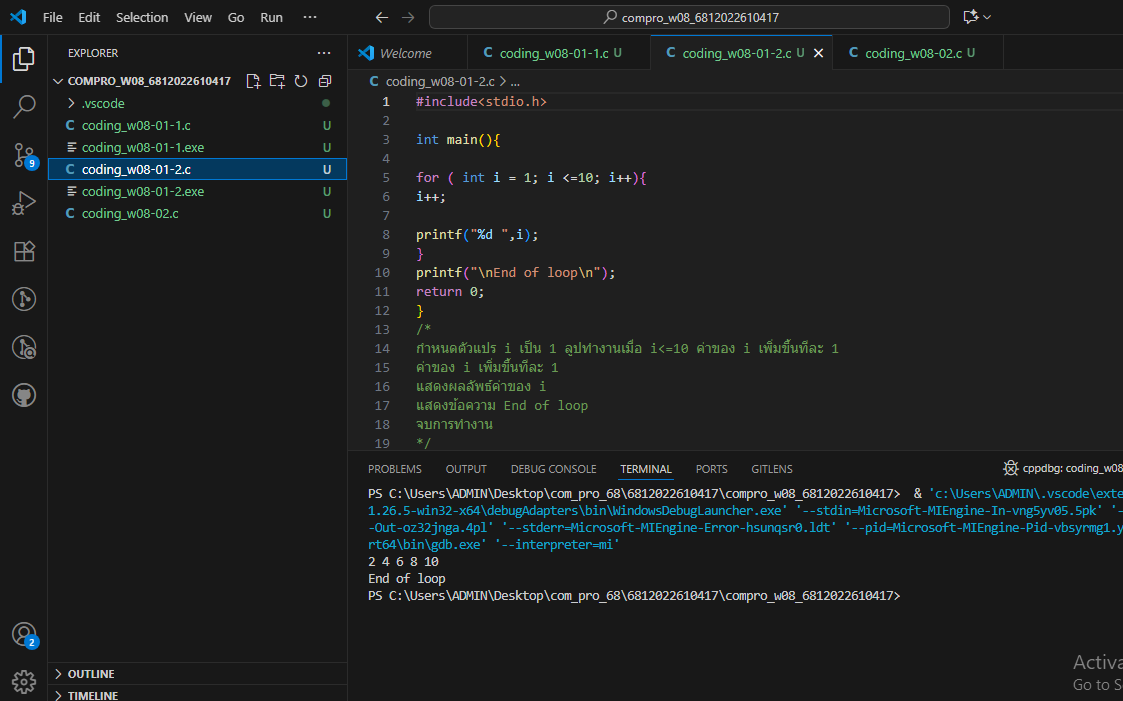 File Edit Selection View Go Run ···
compro_w08_6812022610417
EXPLORER ···
COMPRO_W08_6812022610417
.vscode
C coding_w08-01-1.c U
coding_w08-01-1.exe U
C coding_w08-01-2.c U
coding_w08-01-2.exe U
C coding_w08-02.c U
9
2
OUTLINE
TIMELINE
Welcome
C coding_w08-01-1.c U
C coding_w08-01-2.c U
C coding_w08-02.c U
C coding_w08-01-2.c > ...
1 #include<stdio.h>
2
3 int main(){
4
5 for ( int i = 1; i <=10; i++){
6 i++;
7
8 printf("%d ",i);
9 }
10 printf("\nEnd of loop\n");
11 return 0;
12 }
13 /*
14 กำหนดตัวแปร i เป็น 1 ลูปทำงานเมื่อ i<=10 ค่าของ i เพิ่มขึ้นทีละ 1
15 ค่าของ i เพิ่มขึ้นทีละ 1
16 แสดงผลลัพธ์ค่าของ i
17 แสดงข้อความ End of loop
18 จบการทำงาน
19 */
PROBLEMS OUTPUT DEBUG CONSOLE TERMINAL PORTS GITLENS
cppdbg: coding_w08
PS C:\Users\ADMIN\Desktop\com_pro_68\6812022610417\compro_w08_6812022610417> & 'c:\Users\ADMIN\.vscode\exte
1.26.5-win32-x64\debugAdapters\bin\WindowsDebugLauncher.exe' '--stdin=Microsoft-MIEngine-In-vng5yv05.5pk' '-
-Out-oz32jnga.4pl' '--stderr=Microsoft-MIEngine-Error-hsunqsr0.ldt' '--pid=Microsoft-MIEngine-Pid-vbsyrmg1.y
rt64\bin\gdb.exe' '--interpreter=mi'
2 4 6 8 10
End of loop
PS C:\Users\ADMIN\Desktop\com_pro_68\6812022610417\compro_w08_6812022610417>
Activa
Go to S